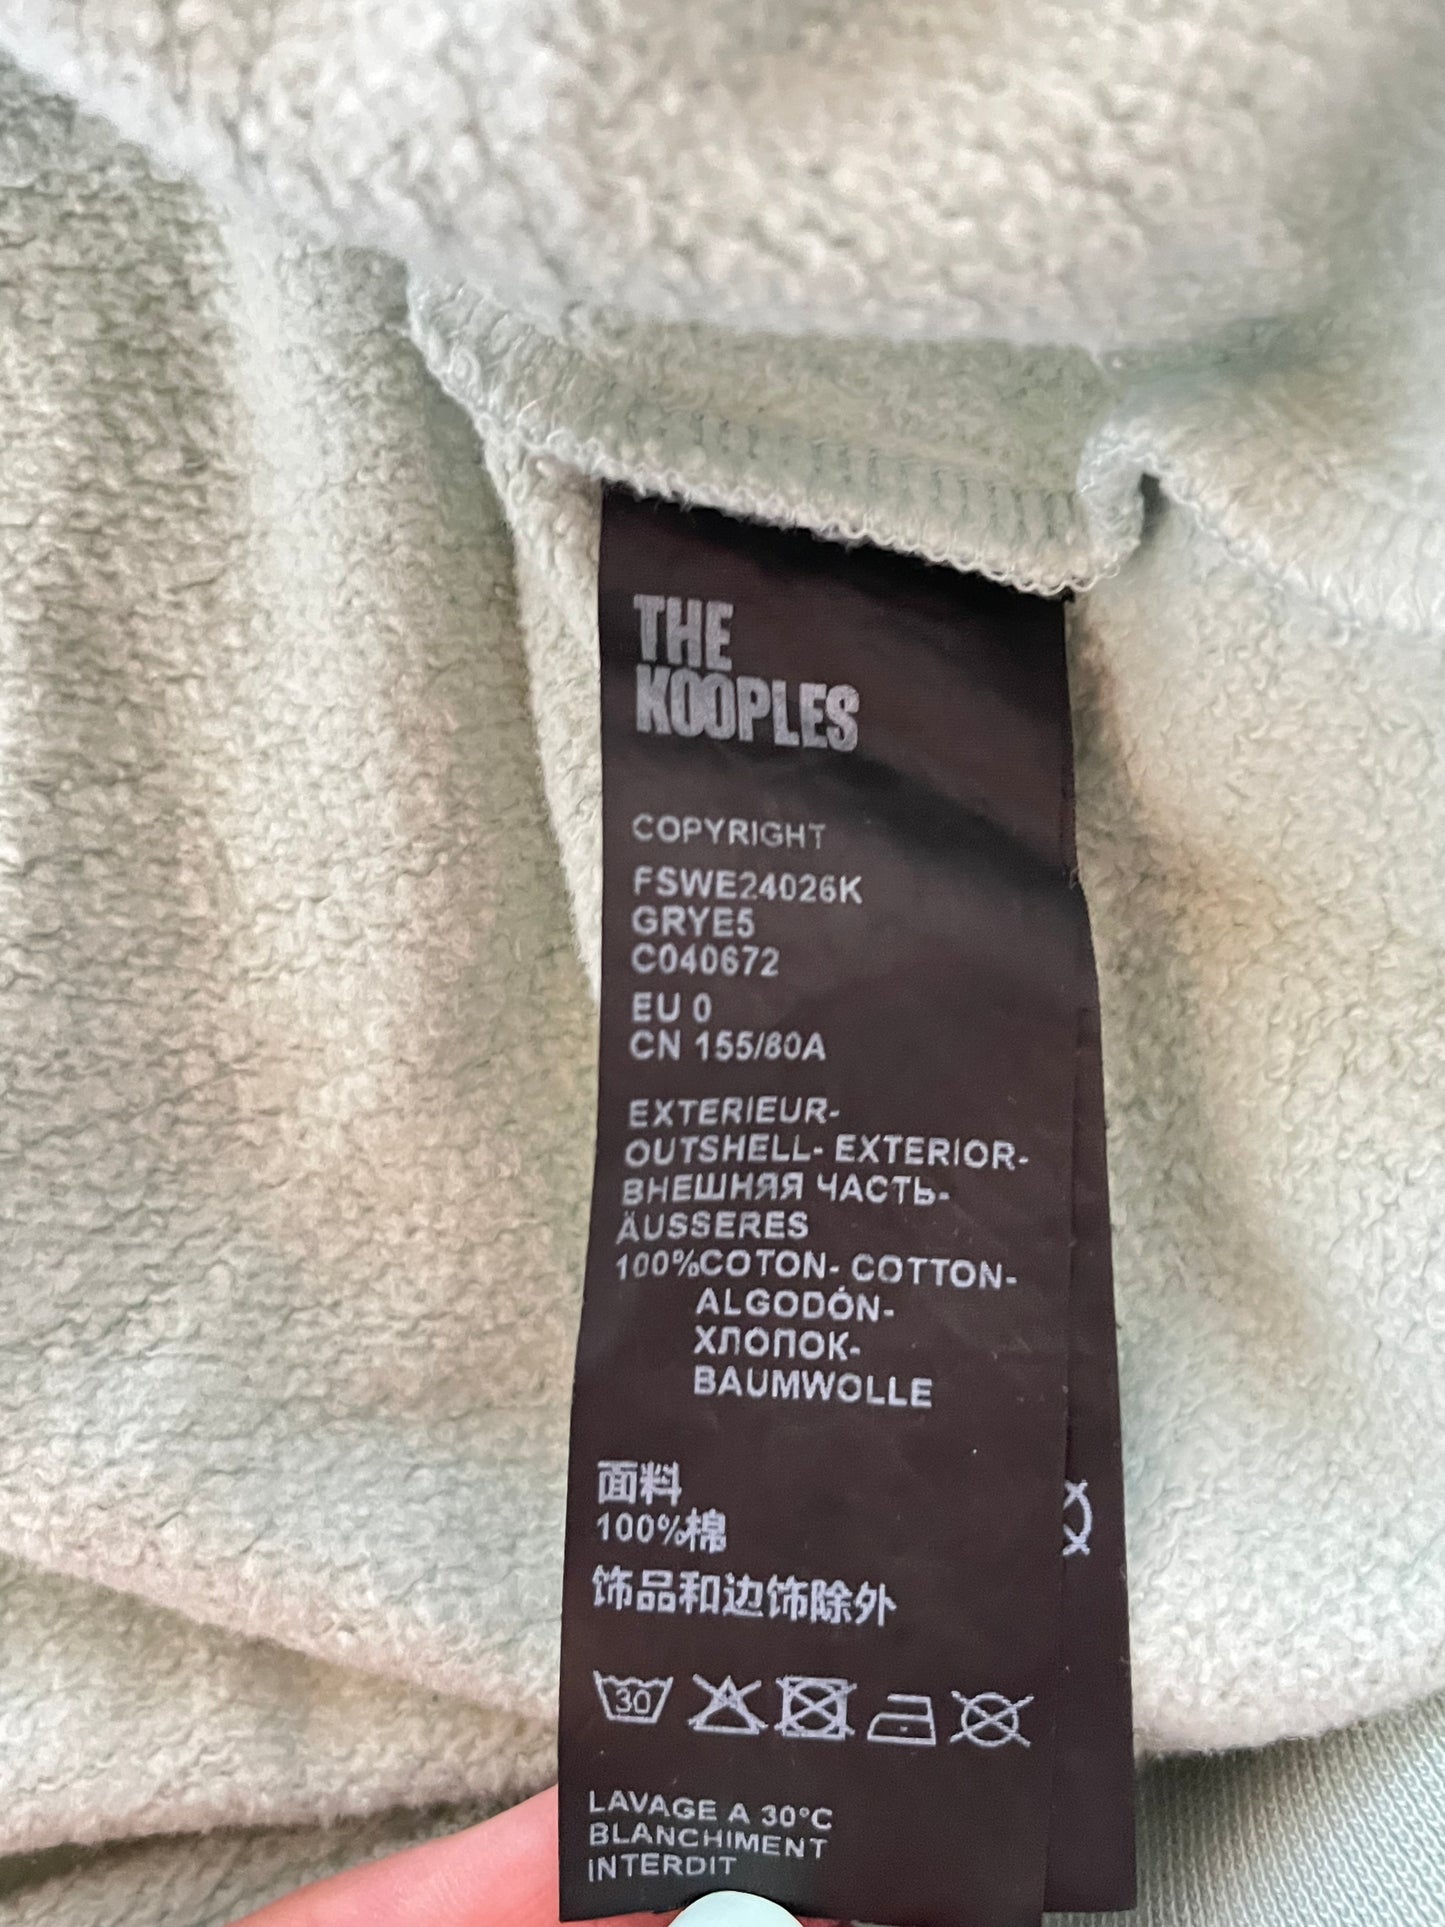 THE
KOOPLES
COPYRIGHT
FSWE24026K
GRYE5
C040672
EU 0
CN 155/80A
EXTERIEUR-
OUTSHELL- EXTERIOR-
ВНЕШНЯЯ ЧАСТЬ-
ÄUSSERES
100%COTON- COTTON-
ALGODÓN-
ХЛОПОК-
BAUMWOLLE
面料
100%棉
饰品和边饰除外
30
LAVAGE A 30°C
BLANCHIMENT
INTERDIT